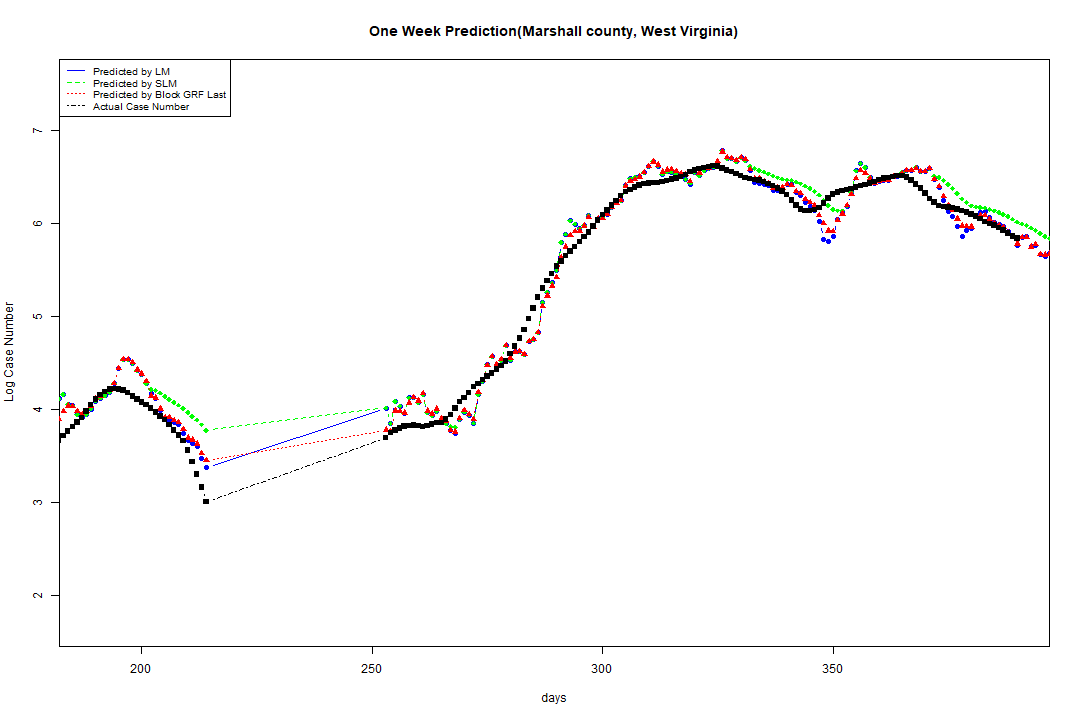 One Week Prediction(Marshall county, West Virginia)
Predicted by LM
Predicted by SLM
Predicted by Block GRF Last
Actual Case Number
7
6
5
4
3
2
Log Case Number
200
250
300
350
days